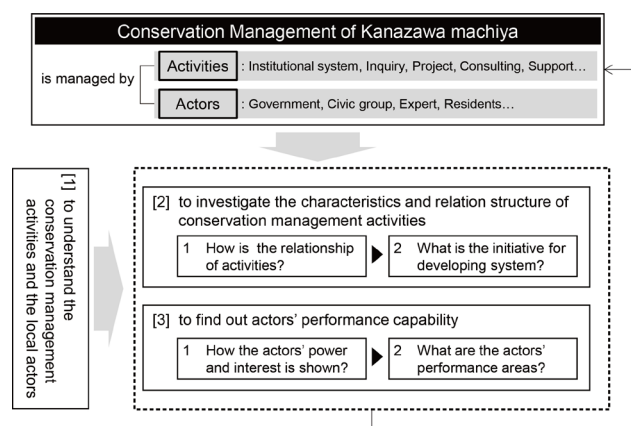 Conservation Management of Kanazawa machiya
is managed by
Activities : Institutional system, Inquiry, Project, Consulting, Support…
Actors : Government, Civic group, Expert, Residents…
[1] to understand the
conservation management
activities and the local actors
[2] to investigate the characteristics and relation structure of
conservation management activities
1 How is the relationship
of activities?
2 What is the initiative for
developing system?
[3] to find out actors' performance capability
1 How the actors' power
and interest is shown?
2 What are the actors'
performance areas?